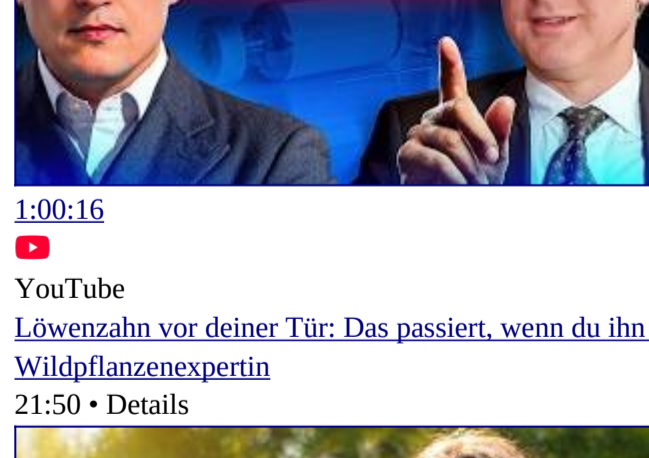 1:00:16
YouTube
Löwenzahn vor deiner Tür: Das passiert, wenn du ihn
Wildpflanzenexpertin
21:50 • Details